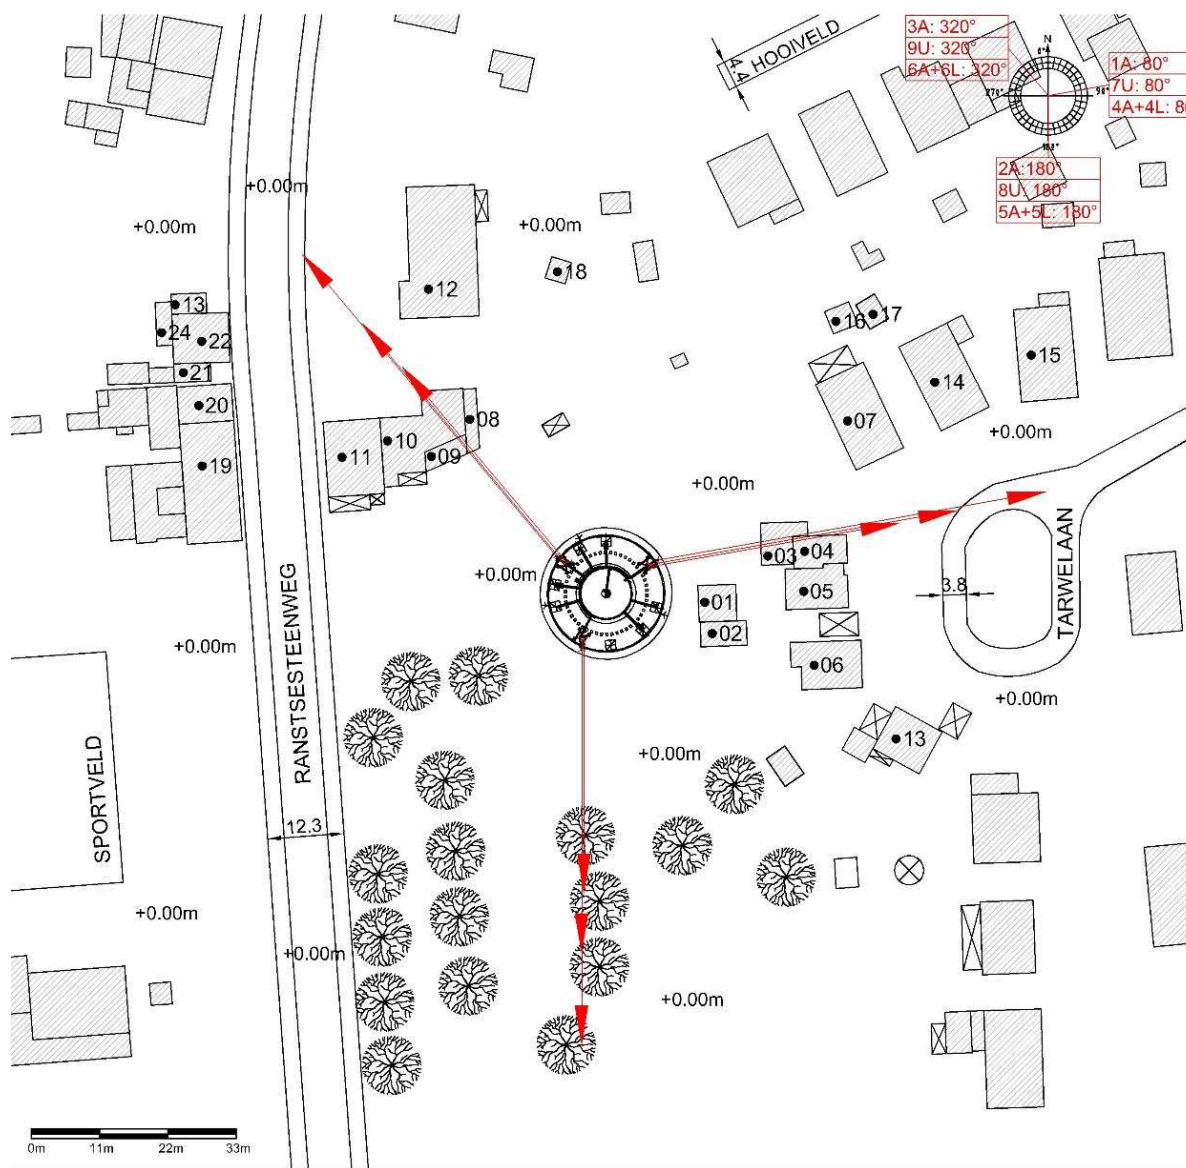 3A: 320°
9U: 320°
6A+6L: 320°
N
0°
90°
180°
270°
1A: 80°
7U: 80°
4A+4L: 80
2A:180°
8U: 180°
5A+5L: 180°
4.4
HOOIVELD
+0.00m
+0.00m
+0.00m
18
12
13
24
22
21
20
19
16
17
15
14
07
08
10
09
11
+0.00m
+0.00m
+0.00m
03
04
05
01
02
06
3.8
TARWELAAN
+0.00m
RANSTSESTEENWEG
+0.00m
13
+0.00m
SPORTVELD
12.3
+0.00m
+0.00m
+0.00m
0m
11m
22m
33m